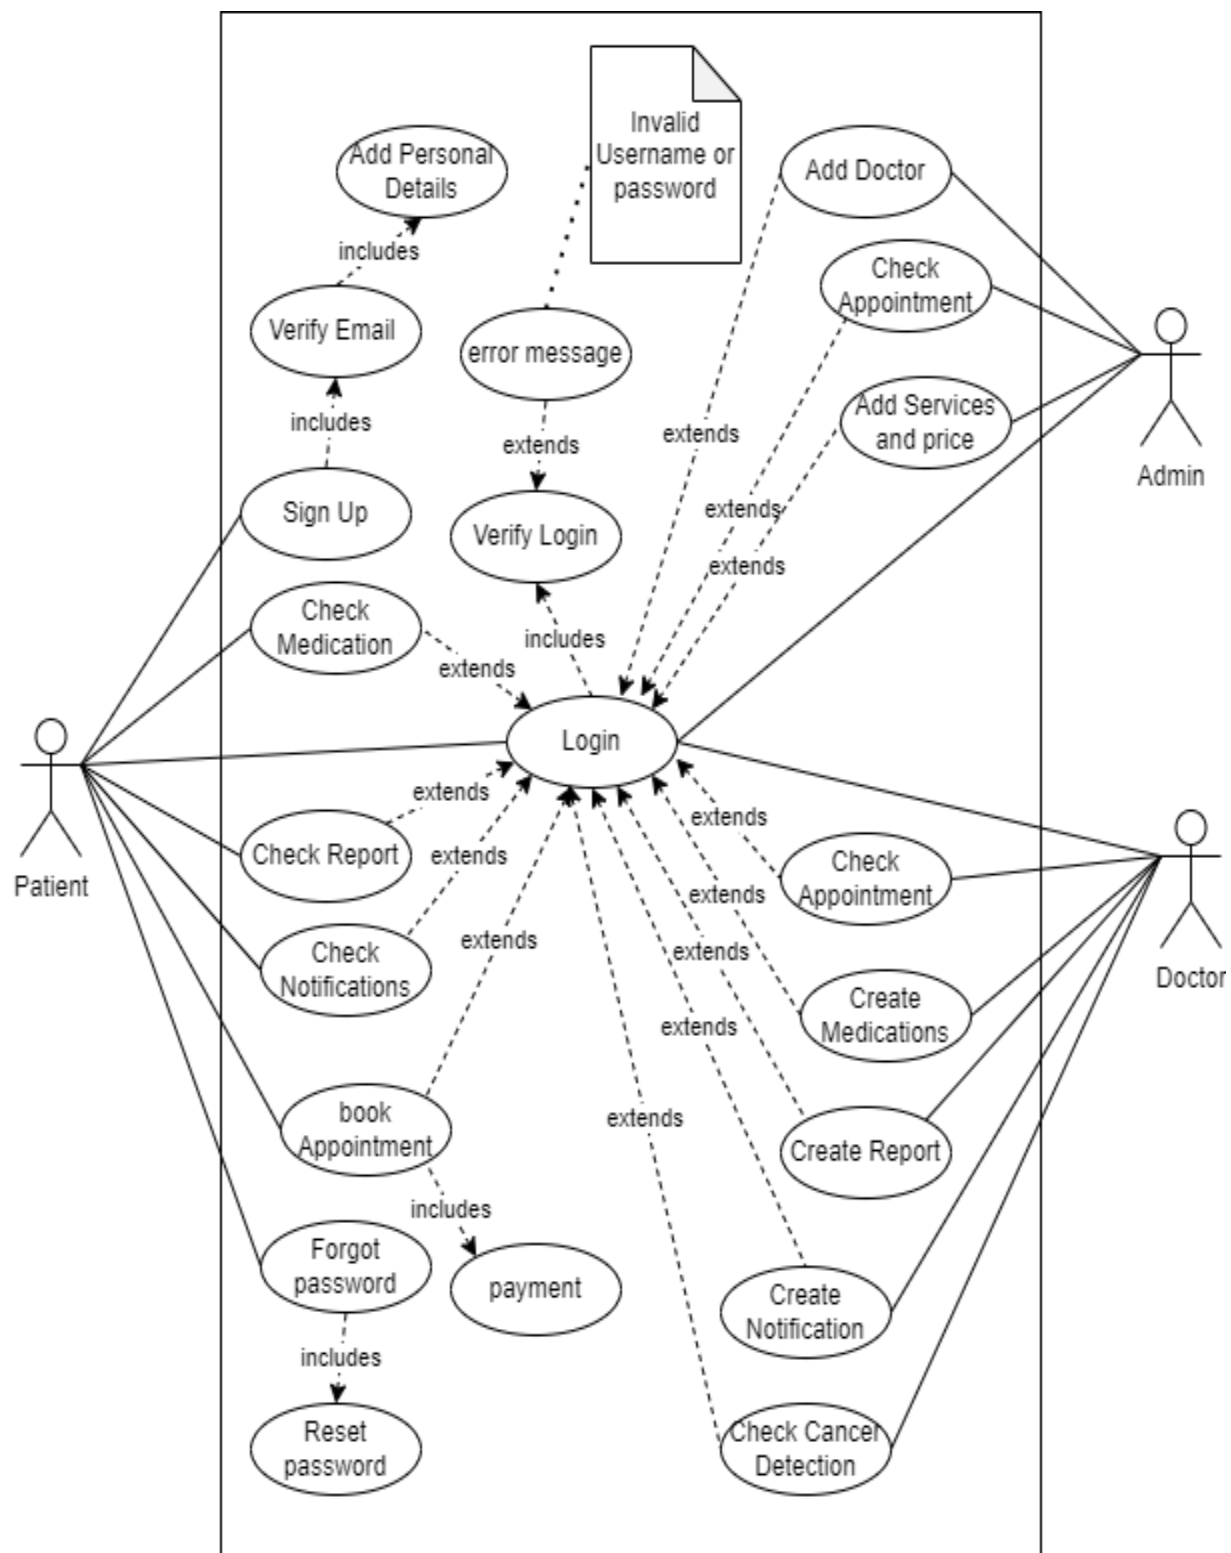 Invalid
Username or
password
Add Personal
Details
Add Doctor
includes
Check
Appointment
Verify Email
error message
Add Services
and price
includes
extends
extends
Admin
Sign Up
extends
Verify Login
extends
Check
Medication
includes
extends
Login
Patient
extends
extends
Check Report
Check
Appointment
extends
extends
Doctor
Check
Notifications
extends
extends
Create
Medications
extends
book
Appointment
extends
Create Report
includes
Forgot
password
payment
Create
Notification
includes
Reset
password
Check Cancer
Detection